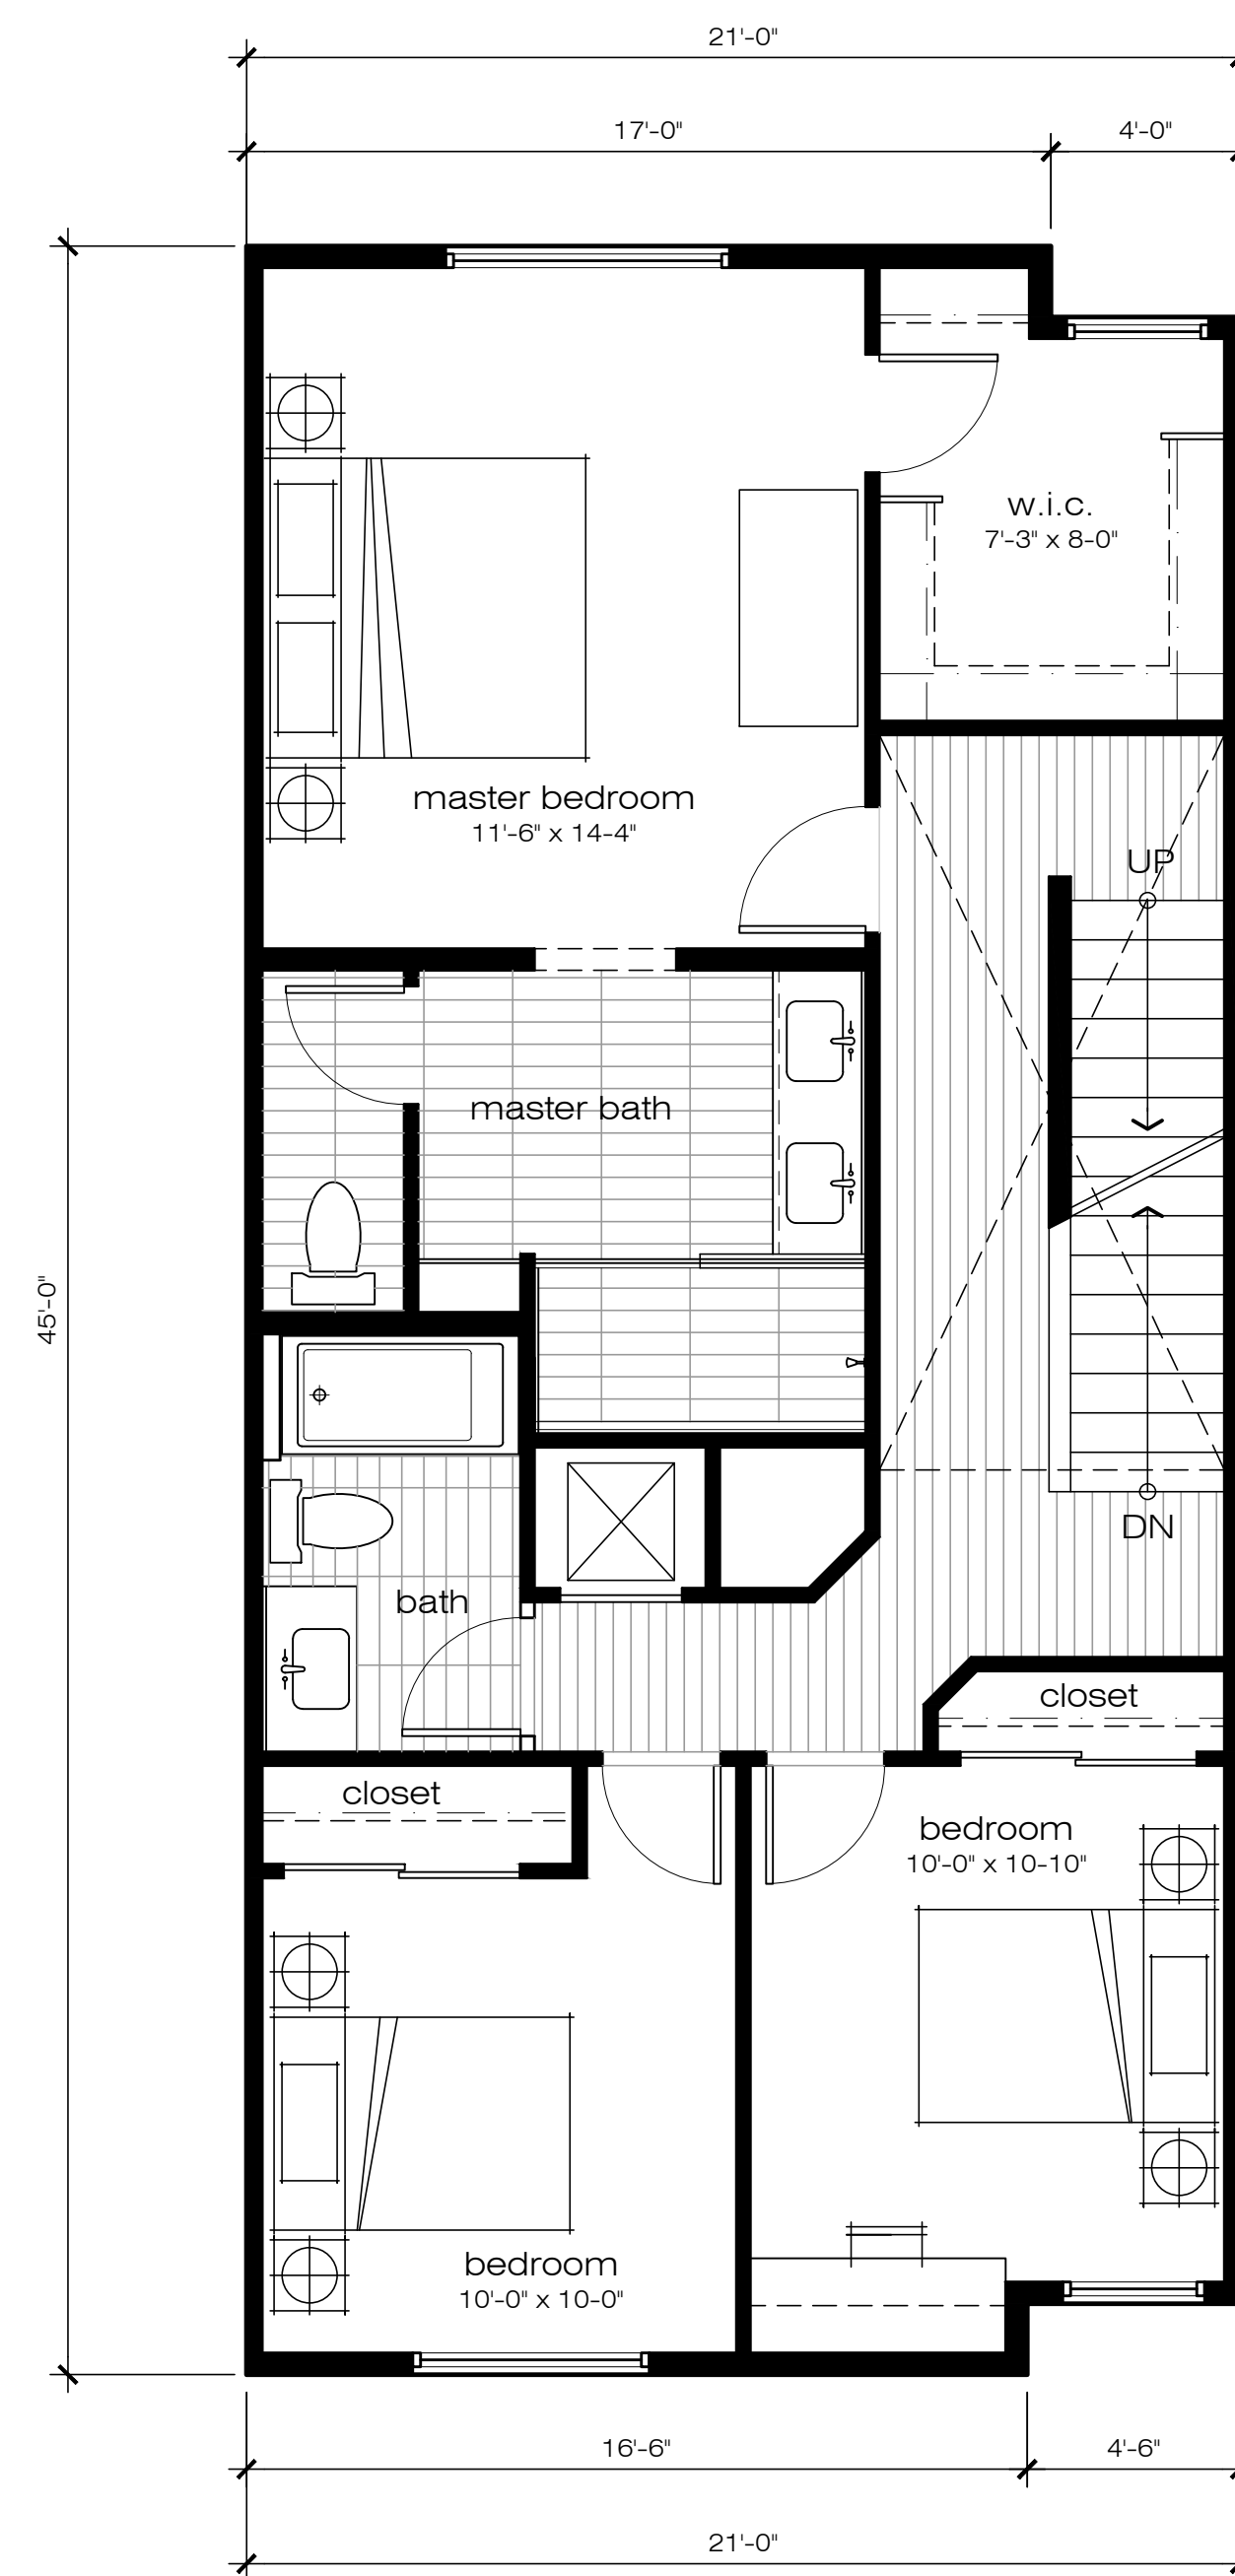 21'-0"
17'-0"
4'-0"
w.i.c.
7'-3" x 8-0"
master bedroom
11'-6" x 14-4"
UP
master bath
45'-0"
DN
bath
closet
closet
bedroom
10'-0" x 10-10"
bedroom
10'-0" x 10-0"
16'-6"
4'-6"
21'-0"